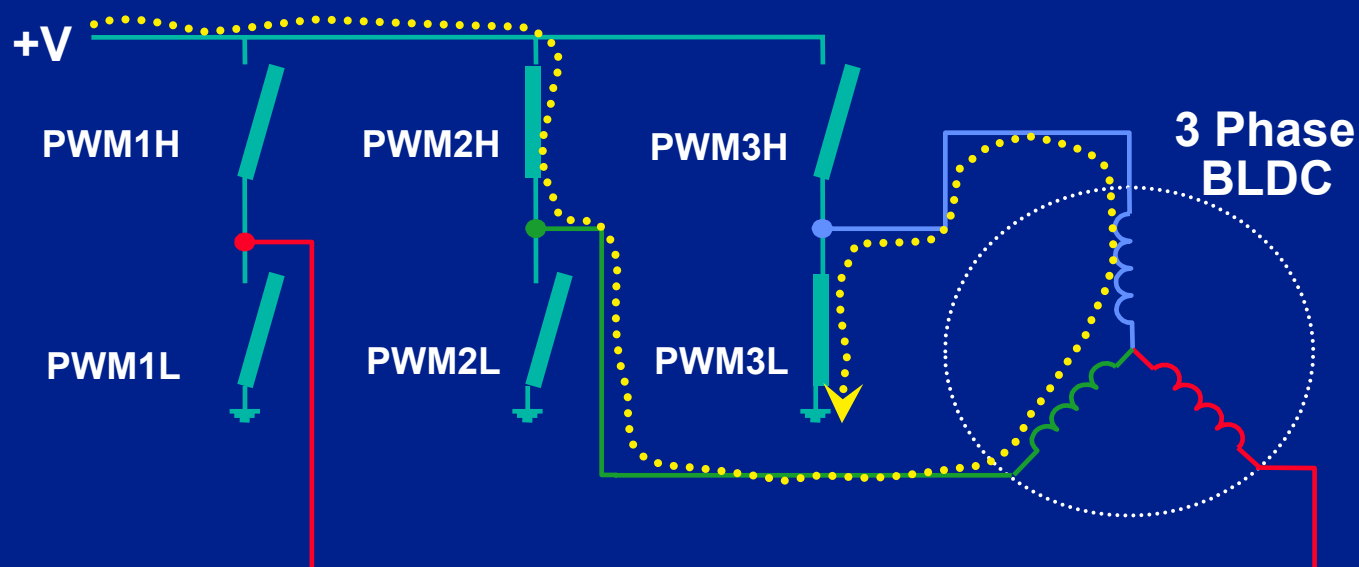 +V
PWM1H
PWM2H
PWM3H
3 Phase
BLDC
PWM1L
PWM2L
PWM3L